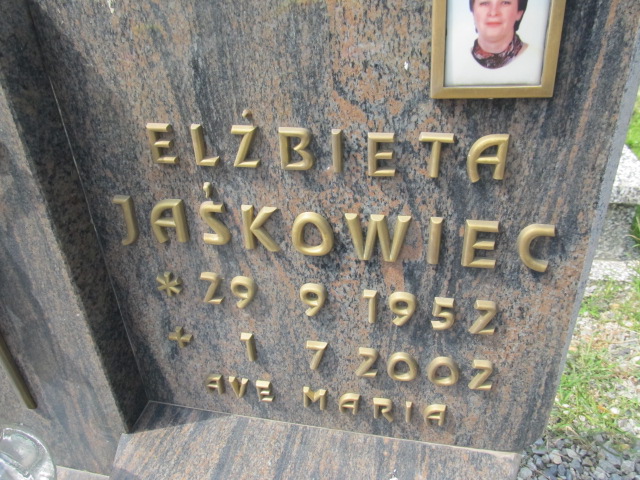 ELŻBIETA
JAŚKOWIEC
* 29 9 1952
+ 1 7 2002
AVE MARIA